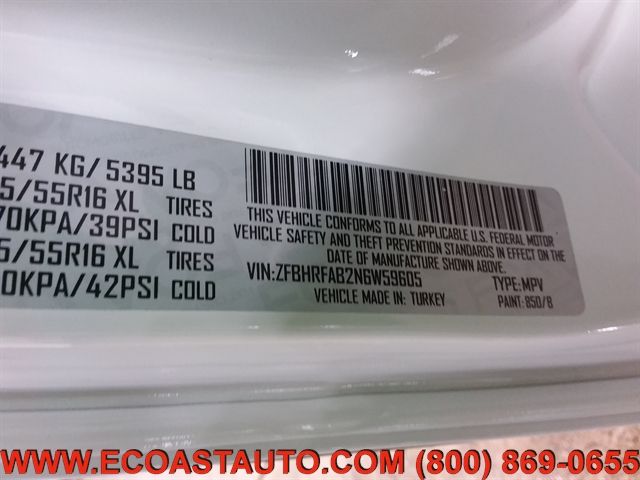 447 KG/ 5395 LB
5/55R16 XL TIRES
70KPA/39PSI COLD
5/55R16 XL TIRES
0KPA/42PSI COLD
THIS VEHICLE CONFORMS TO ALL APPLICABLE U.S. FEDERAL MOTOR
VEHICLE SAFETY AND THEFT PREVENTION STANDARDS IN EFFECT ON THE
DATE OF MANUFACTURE SHOWN ABOVE.
VIN:ZFBHRFAB2N6W59605 TYPE:MPV
VEHICLE MADE IN: TURKEY PAINT: 850/B
WWW.ECOASTAUTO.COM (800) 869-0655